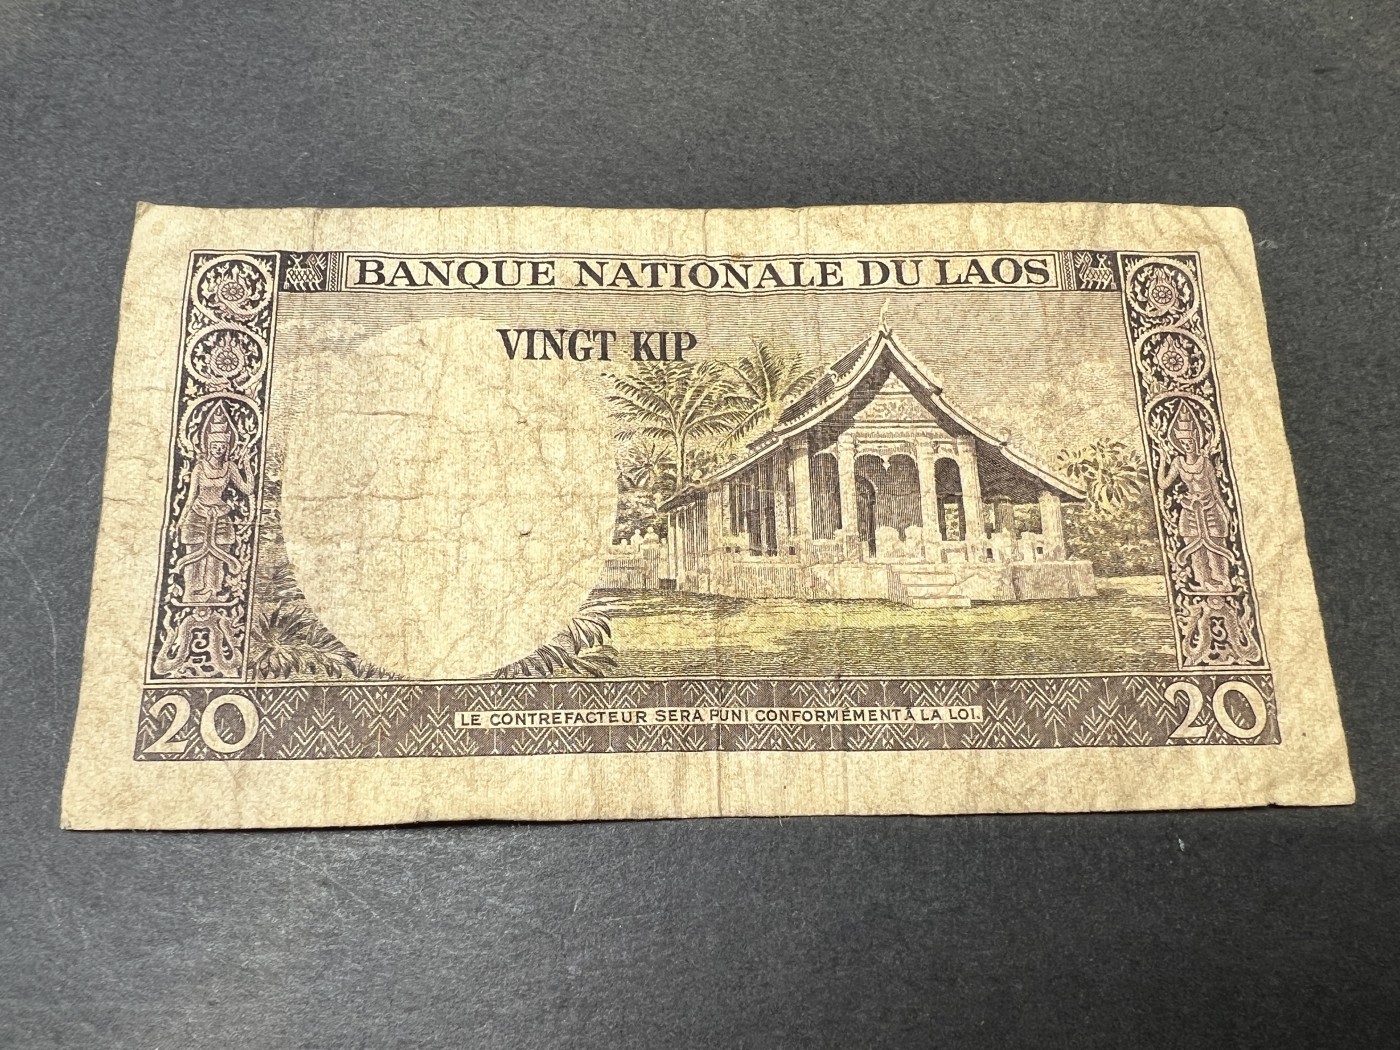 BANQUE NATIONALE DU LAOS
VINGT KIP
LE CONTREFACTEUR SERA PUNI CONFORMÉMENT À LA LOI.
20
20